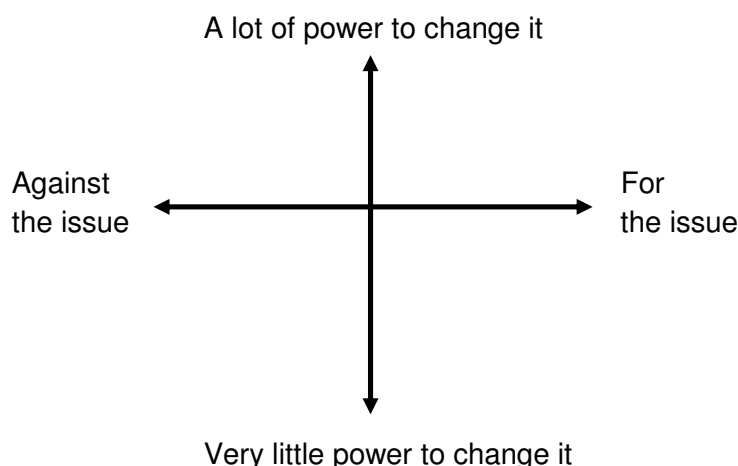 A lot of power to change it
Against
the issue
For
the issue
Very little power to change it